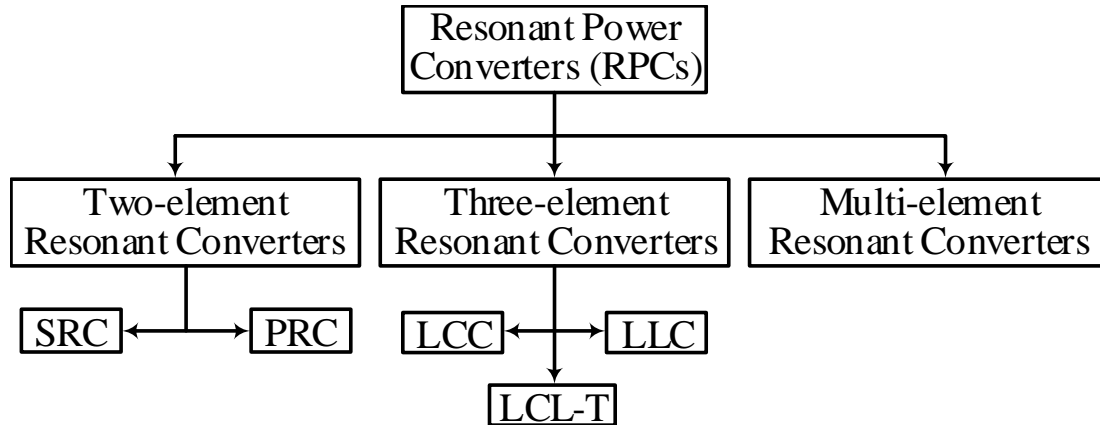 Resonant Power
Converters (RPCs)
Two-element
Resonant Converters
Three-element
Resonant Converters
Multi-element
Resonant Converters
SRC
PRC
LCC
LLC
LCL-T